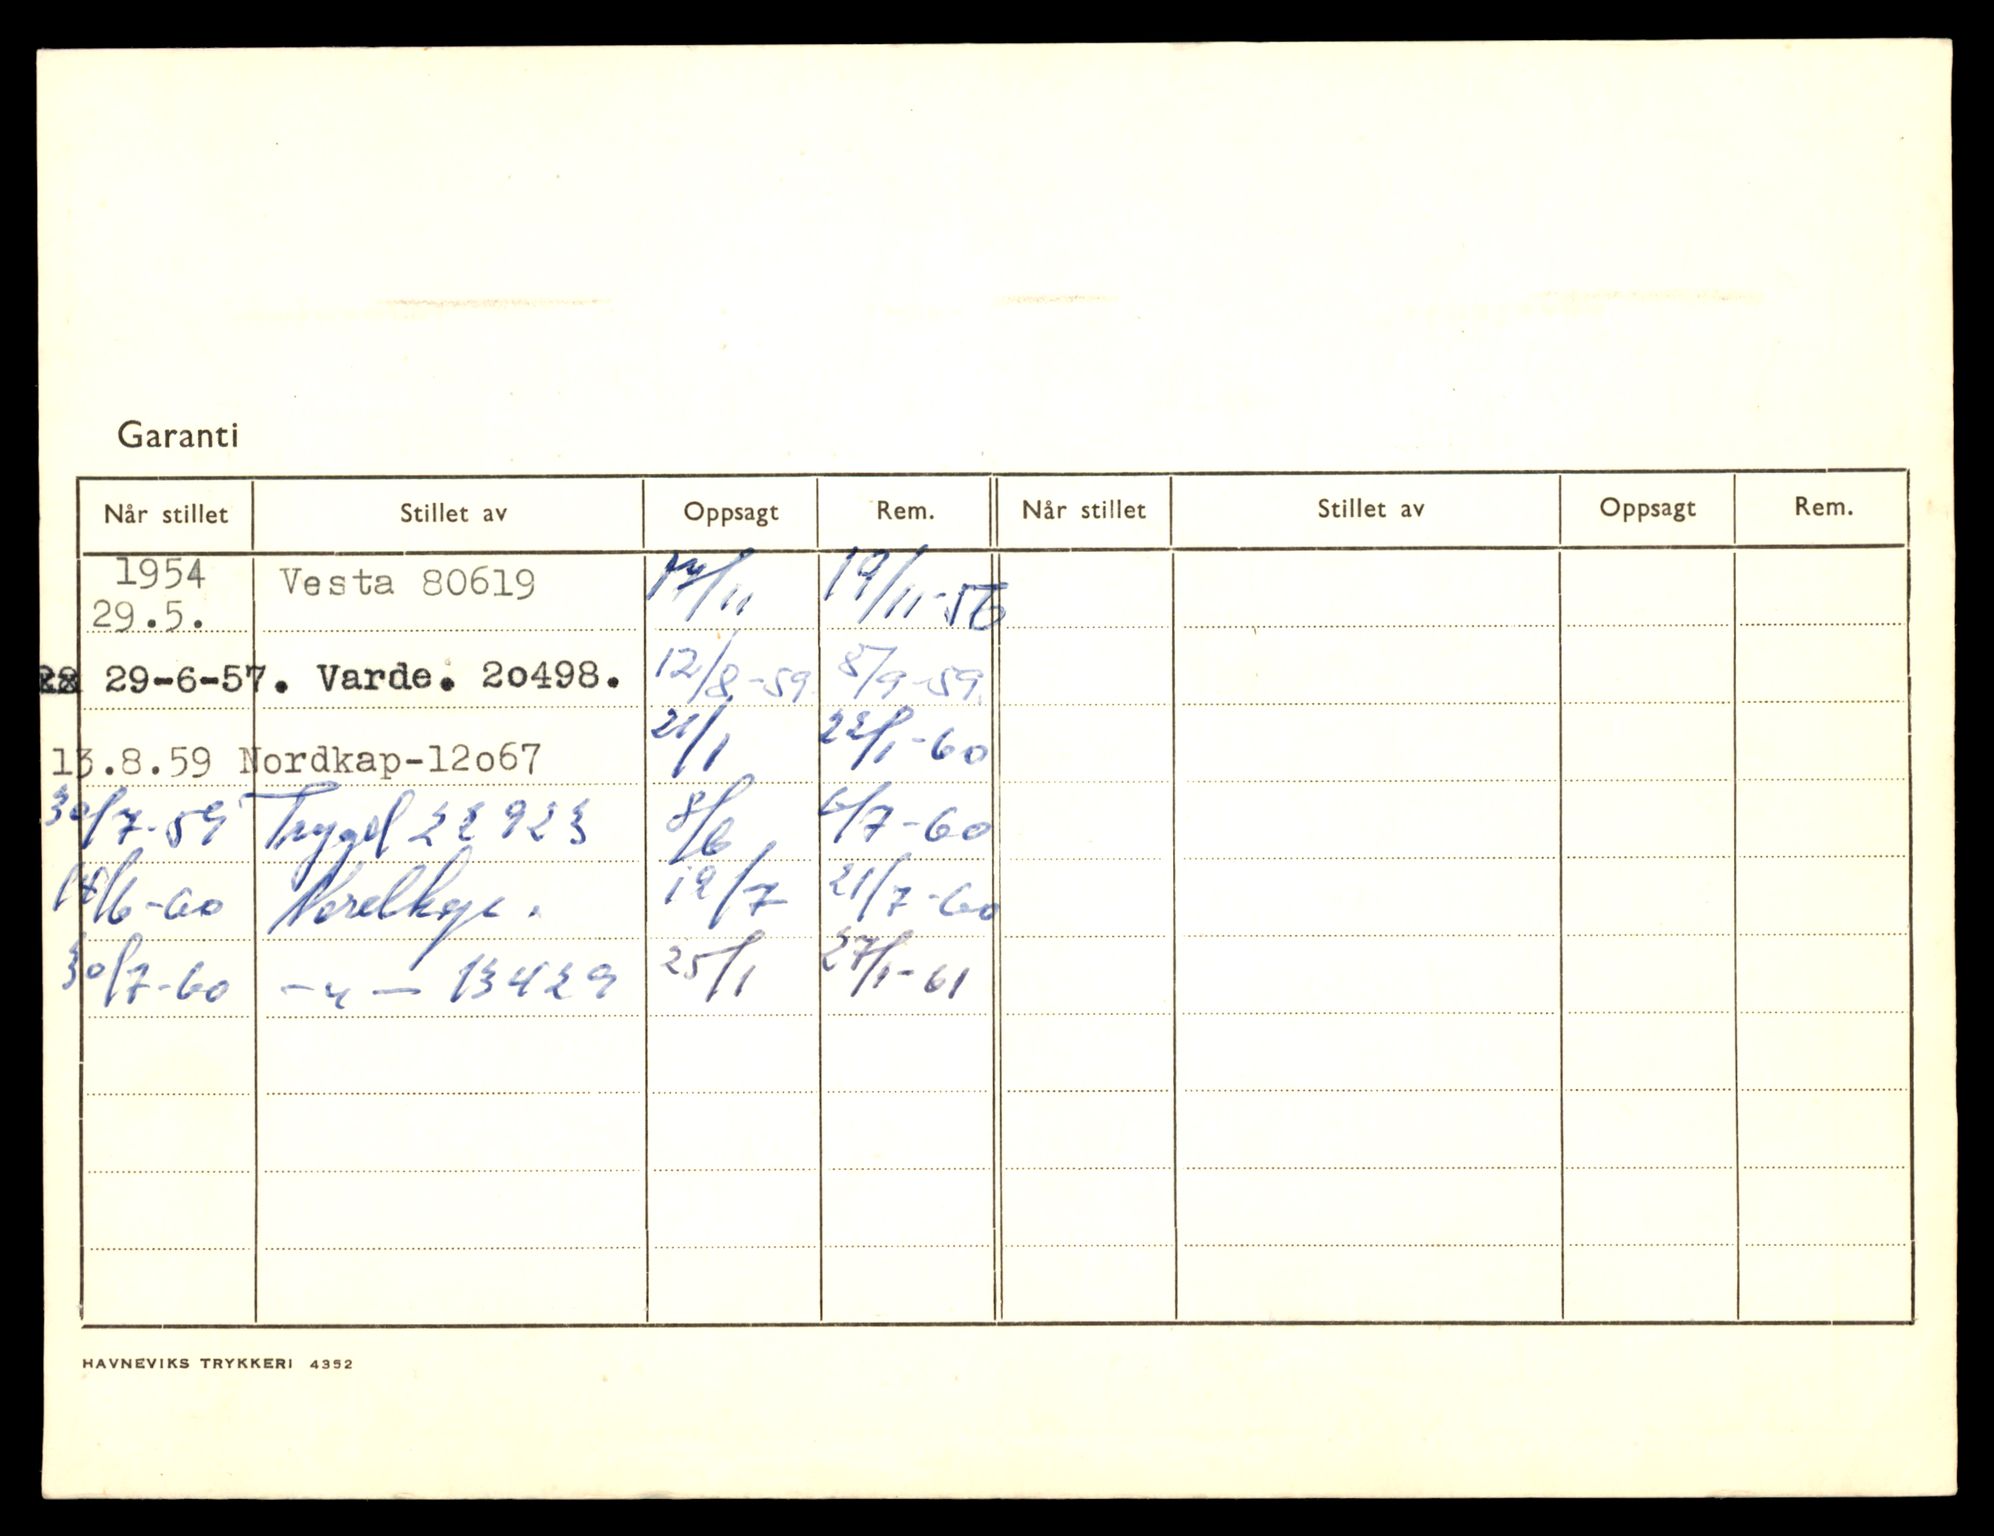 Garanti
Når stillet Stillet av Oppsagt Rem. Når stillet Stillet av Oppsagt Rem.
1954 Vesta 80619 /11 19/11-56
29.5.
29-6-57. Varde. 2o498. 12/8-59 8/9-59
13.8.59 Nordkap-12o67 21/1 22/1-60
30/7-59 Trygd 22923 8/6 6/7-60
18/6-60 Nordkap. 19/7 21/7-60
30/7-60 -"- 13429 25/1 27/1-61
HAVNEVIKS TRYKKERI 4352